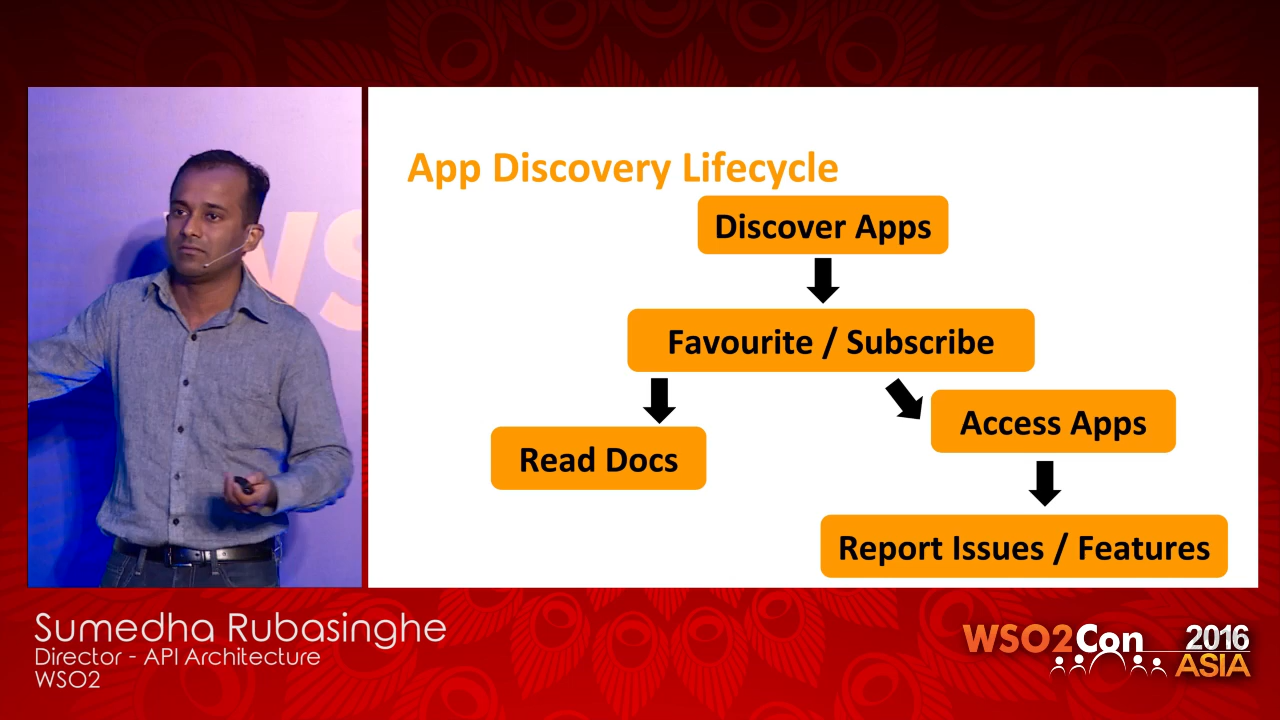 App Discovery Lifecycle
Discover Apps
Favourite / Subscribe
Access Apps
Read Docs
Report Issues / Features
Sumedha Rubasinghe
Director - API Architecture
WSO2
WSO2Con 2016
ASIA